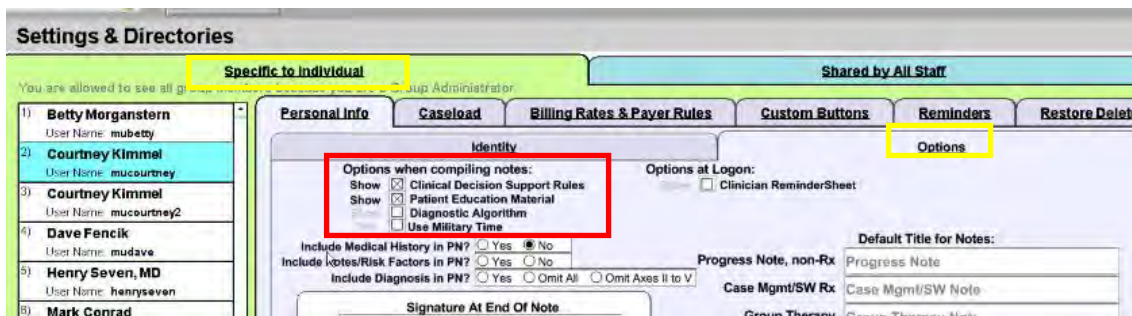 Settings & Directories
Specific to Individual
Shared by All Staff
You are allowed to see all group members because you are a Group Administrator.
1) Betty Morganstern
User Name: mubetty
2) Courtney Kimmel
User Name: mucourtney
3) Courtney Kimmel
User Name: mucourtney2
4) Dave Fencik
User Name: mudave
5) Henry Seven, MD
User Name: henryseven
6) Mark Conrad
Personal Info
Caseload
Billing Rates & Payer Rules
Custom Buttons
Reminders
Restore Delet
Identity
Options
Options when compiling notes:
Show Clinical Decision Support Rules
Show Patient Education Material
Diagnostic Algorithm
Use Military Time
Options at Logon:
Clinician ReminderSheet
Include Medical History in PN? Yes No
Include Notes/Risk Factors in PN? Yes No
Include Diagnosis in PN? Yes Omit All Omit Axes II to V
Signature At End Of Note
Default Title for Notes:
Progress Note, non-Rx Progress Note
Case Mgmt/SW Rx Case Mgmt/SW Note
Group Therapy Group Therapy Note